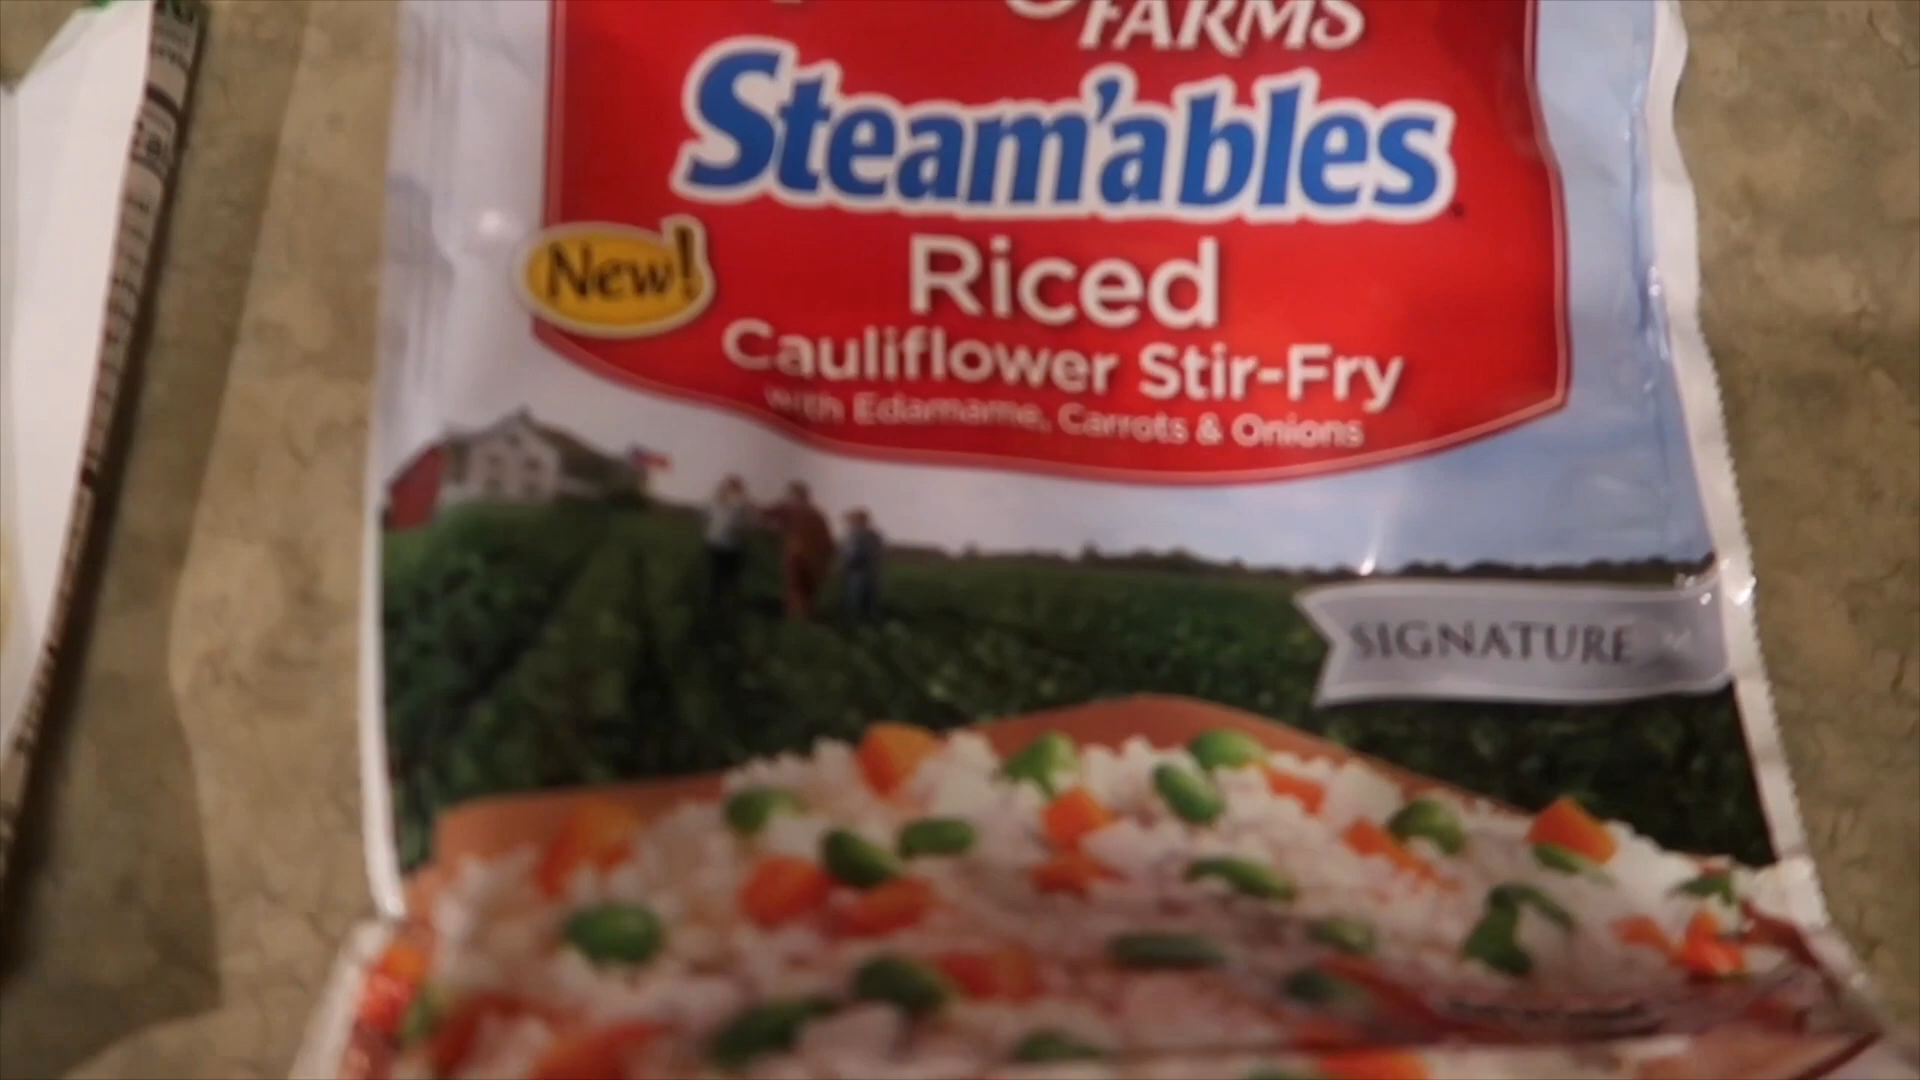 FARMS
Steam'ables
New!
Riced
Cauliflower Stir-Fry
with Edamame, Carrots & Onions
SIGNATURE